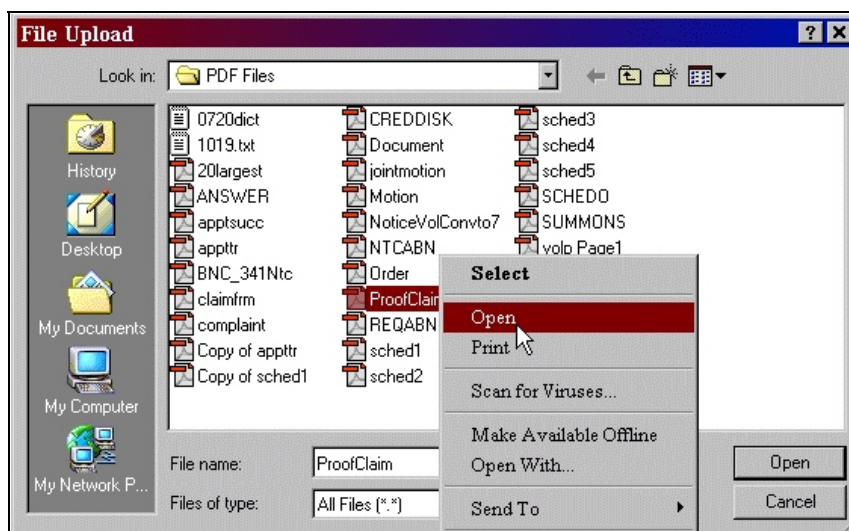 File Upload
Look in: PDF Files
History
Desktop
My Documents
My Computer
My Network P...
0720dict
1019.txt
20largest
ANSWER
apptsucc
appttr
BNC_341Ntc
claimfrm
complaint
Copy of appttr
Copy of sched1
CREDDISK
Document
jointmotion
Motion
NoticeVolConvto7
NTCABN
Order
ProofClaim
REQABN
sched1
sched2
sched3
sched4
sched5
SCHEDO
SUMMONS
volp Page1
Select
Open
Print
Scan for Viruses...
Make Available Offline
Open With...
Send To
File name: ProofClaim
Open
Files of type: All Files (*.*)
Cancel